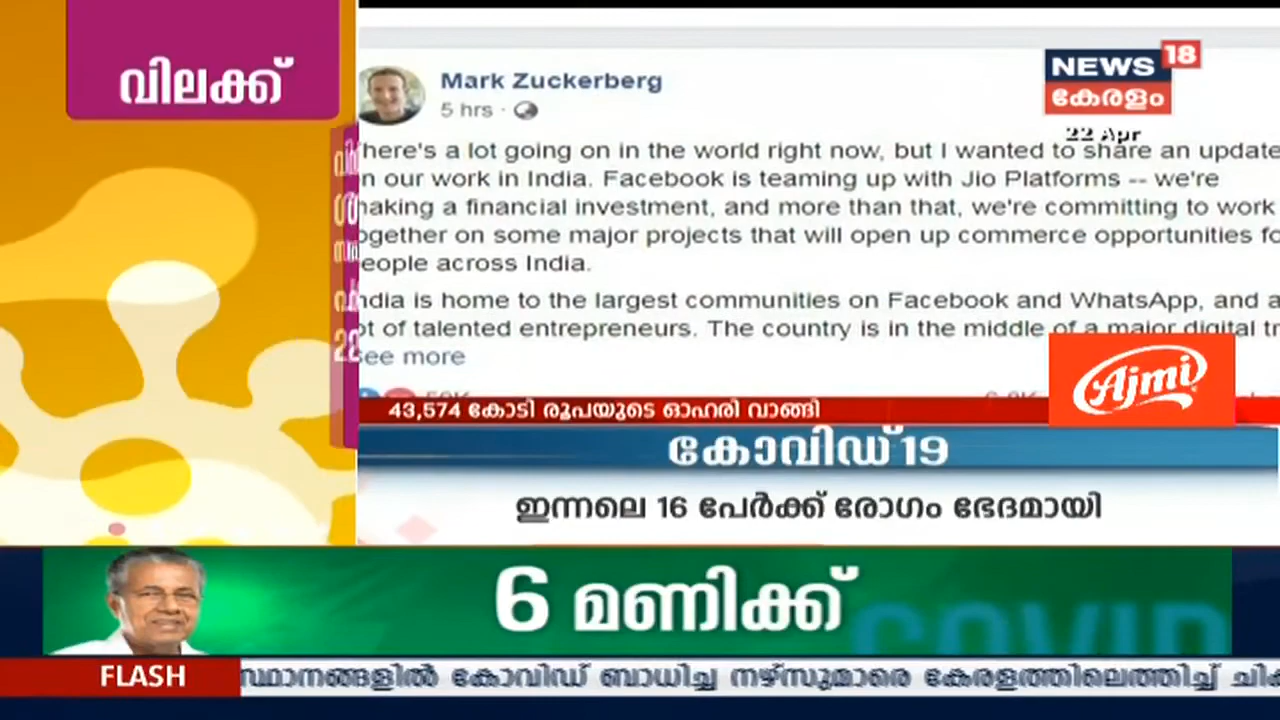 വിലക്ക്
Mark Zuckerberg
5 hrs ·
NEWS 18
കേരളം
22 Apr
here's a lot going on in the world right now, but I wanted to share an update
n our work in India. Facebook is teaming up with Jio Platforms -- we're
aking a financial investment, and more than that, we're committing to work
ogether on some major projects that will open up commerce opportunities fo
eople across India.
ndia is home to the largest communities on Facebook and WhatsApp, and a
ot of talented entrepreneurs. The country is in the middle of a major digital tr
ee more
Ajmi
43,574 കോടി രൂപയുടെ ഓഹരി വാങ്ങി
കോവിഡ് 19
ഇന്നലെ 16 പേർക്ക് രോഗം ഭേദമായി
6 മണിക്ക്
COVID
FLASH
സ്ഥാനങ്ങളിൽ കോവിഡ് ബാധിച്ച നഴ്സുമാരെ കേരളത്തിലെത്തിച്ച് ചിക